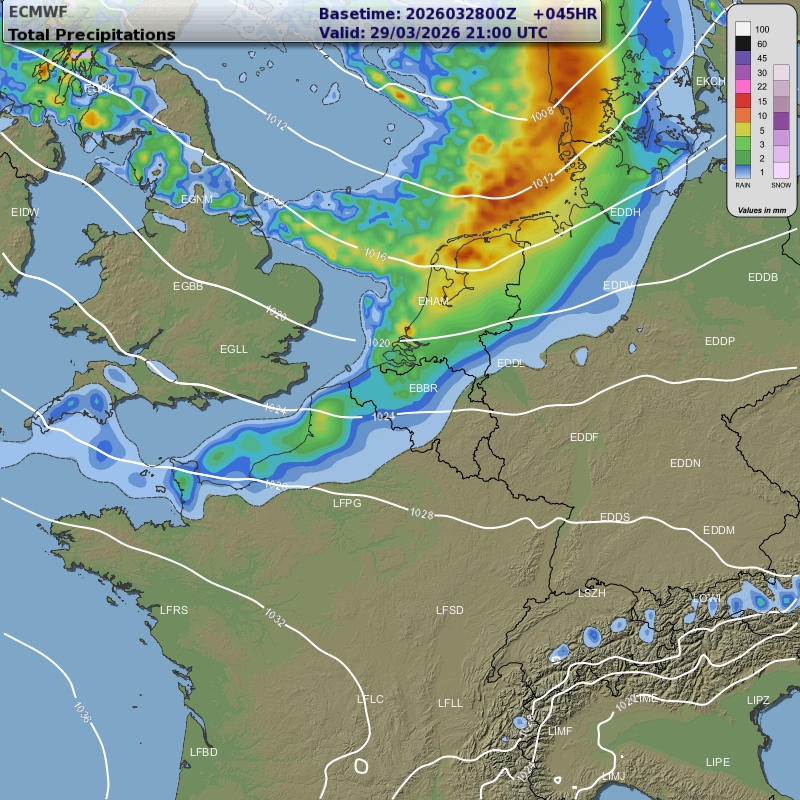 ECMWF
Basetime: 2026032800Z +045HR
Total Precipitations
Valid: 29/03/2026 21:00 UTC
100
60
45
30
22
15
10
5
3
2
1
RAIN
SNOW
Values in mm
EKCH
1008
1012
1012
EIDW
EGNM
EDDH
1016
EGBB
EDDV
EDDB
EHAM
1020
1020
EGLL
EDDP
EDDL
EBBR
1024
1024
EDDF
EDDN
LFPG
1028
EDDS
EDDM
LSZH
LOWI
LFRS
1032
LFSD
1036
LFLC
LFLL
LIME
LIPZ
LIMF
LFBD
LIPE
LIMJ
1024